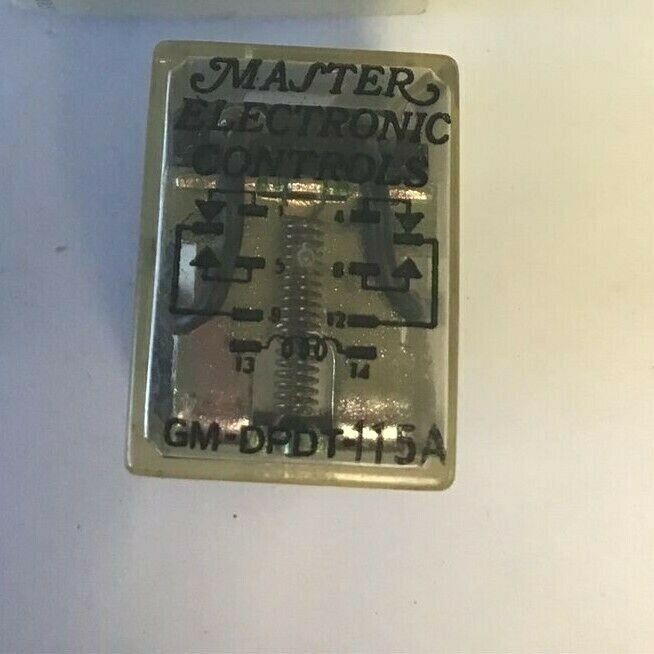 MASTER
ELECTRONIC
CONTROLS
1 4
5 8
9 12
13 14
GM-DPDT-115A